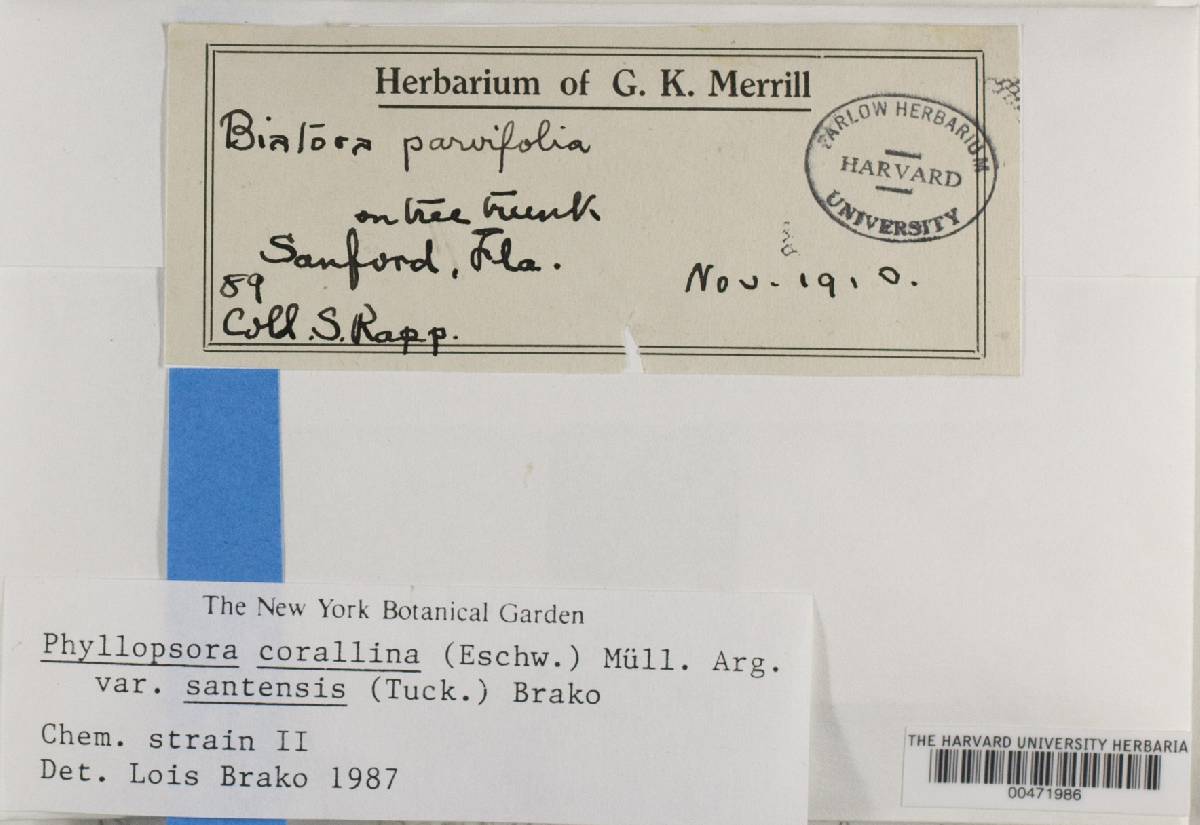 Herbarium of G. K. Merrill
Biatora parvifolia
on tree trunk
Sanford, Fla.
89
Nov. 1910.
Coll. S. Rapp.
FARLOW HERBARIUM
HARVARD
UNIVERSITY
The New York Botanical Garden
Phyllopsora corallina (Eschw.) Müll. Arg.
var. santensis (Tuck.) Brako
Chem. strain II
Det. Lois Brako 1987
THE HARVARD UNIVERSITY HERBARIA
00471986